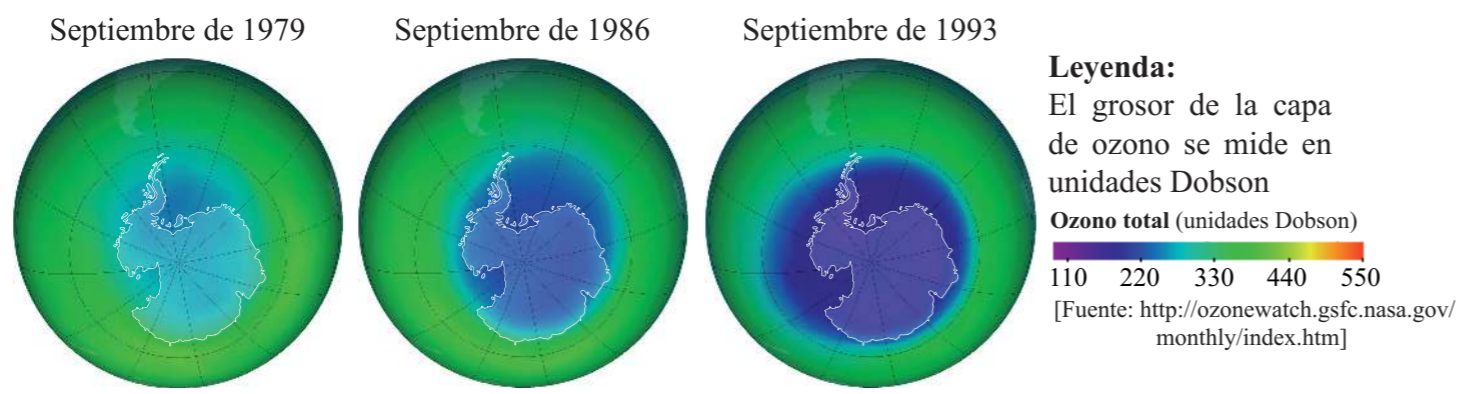 Septiembre de 1979
Septiembre de 1986
Septiembre de 1993
Leyenda:
El grosor de la capa
de ozono se mide en
unidades Dobson
Ozono total (unidades Dobson)
110 220 330 440 550
[Fuente: http://ozonewatch.gsfc.nasa.gov/
monthly/index.htm]